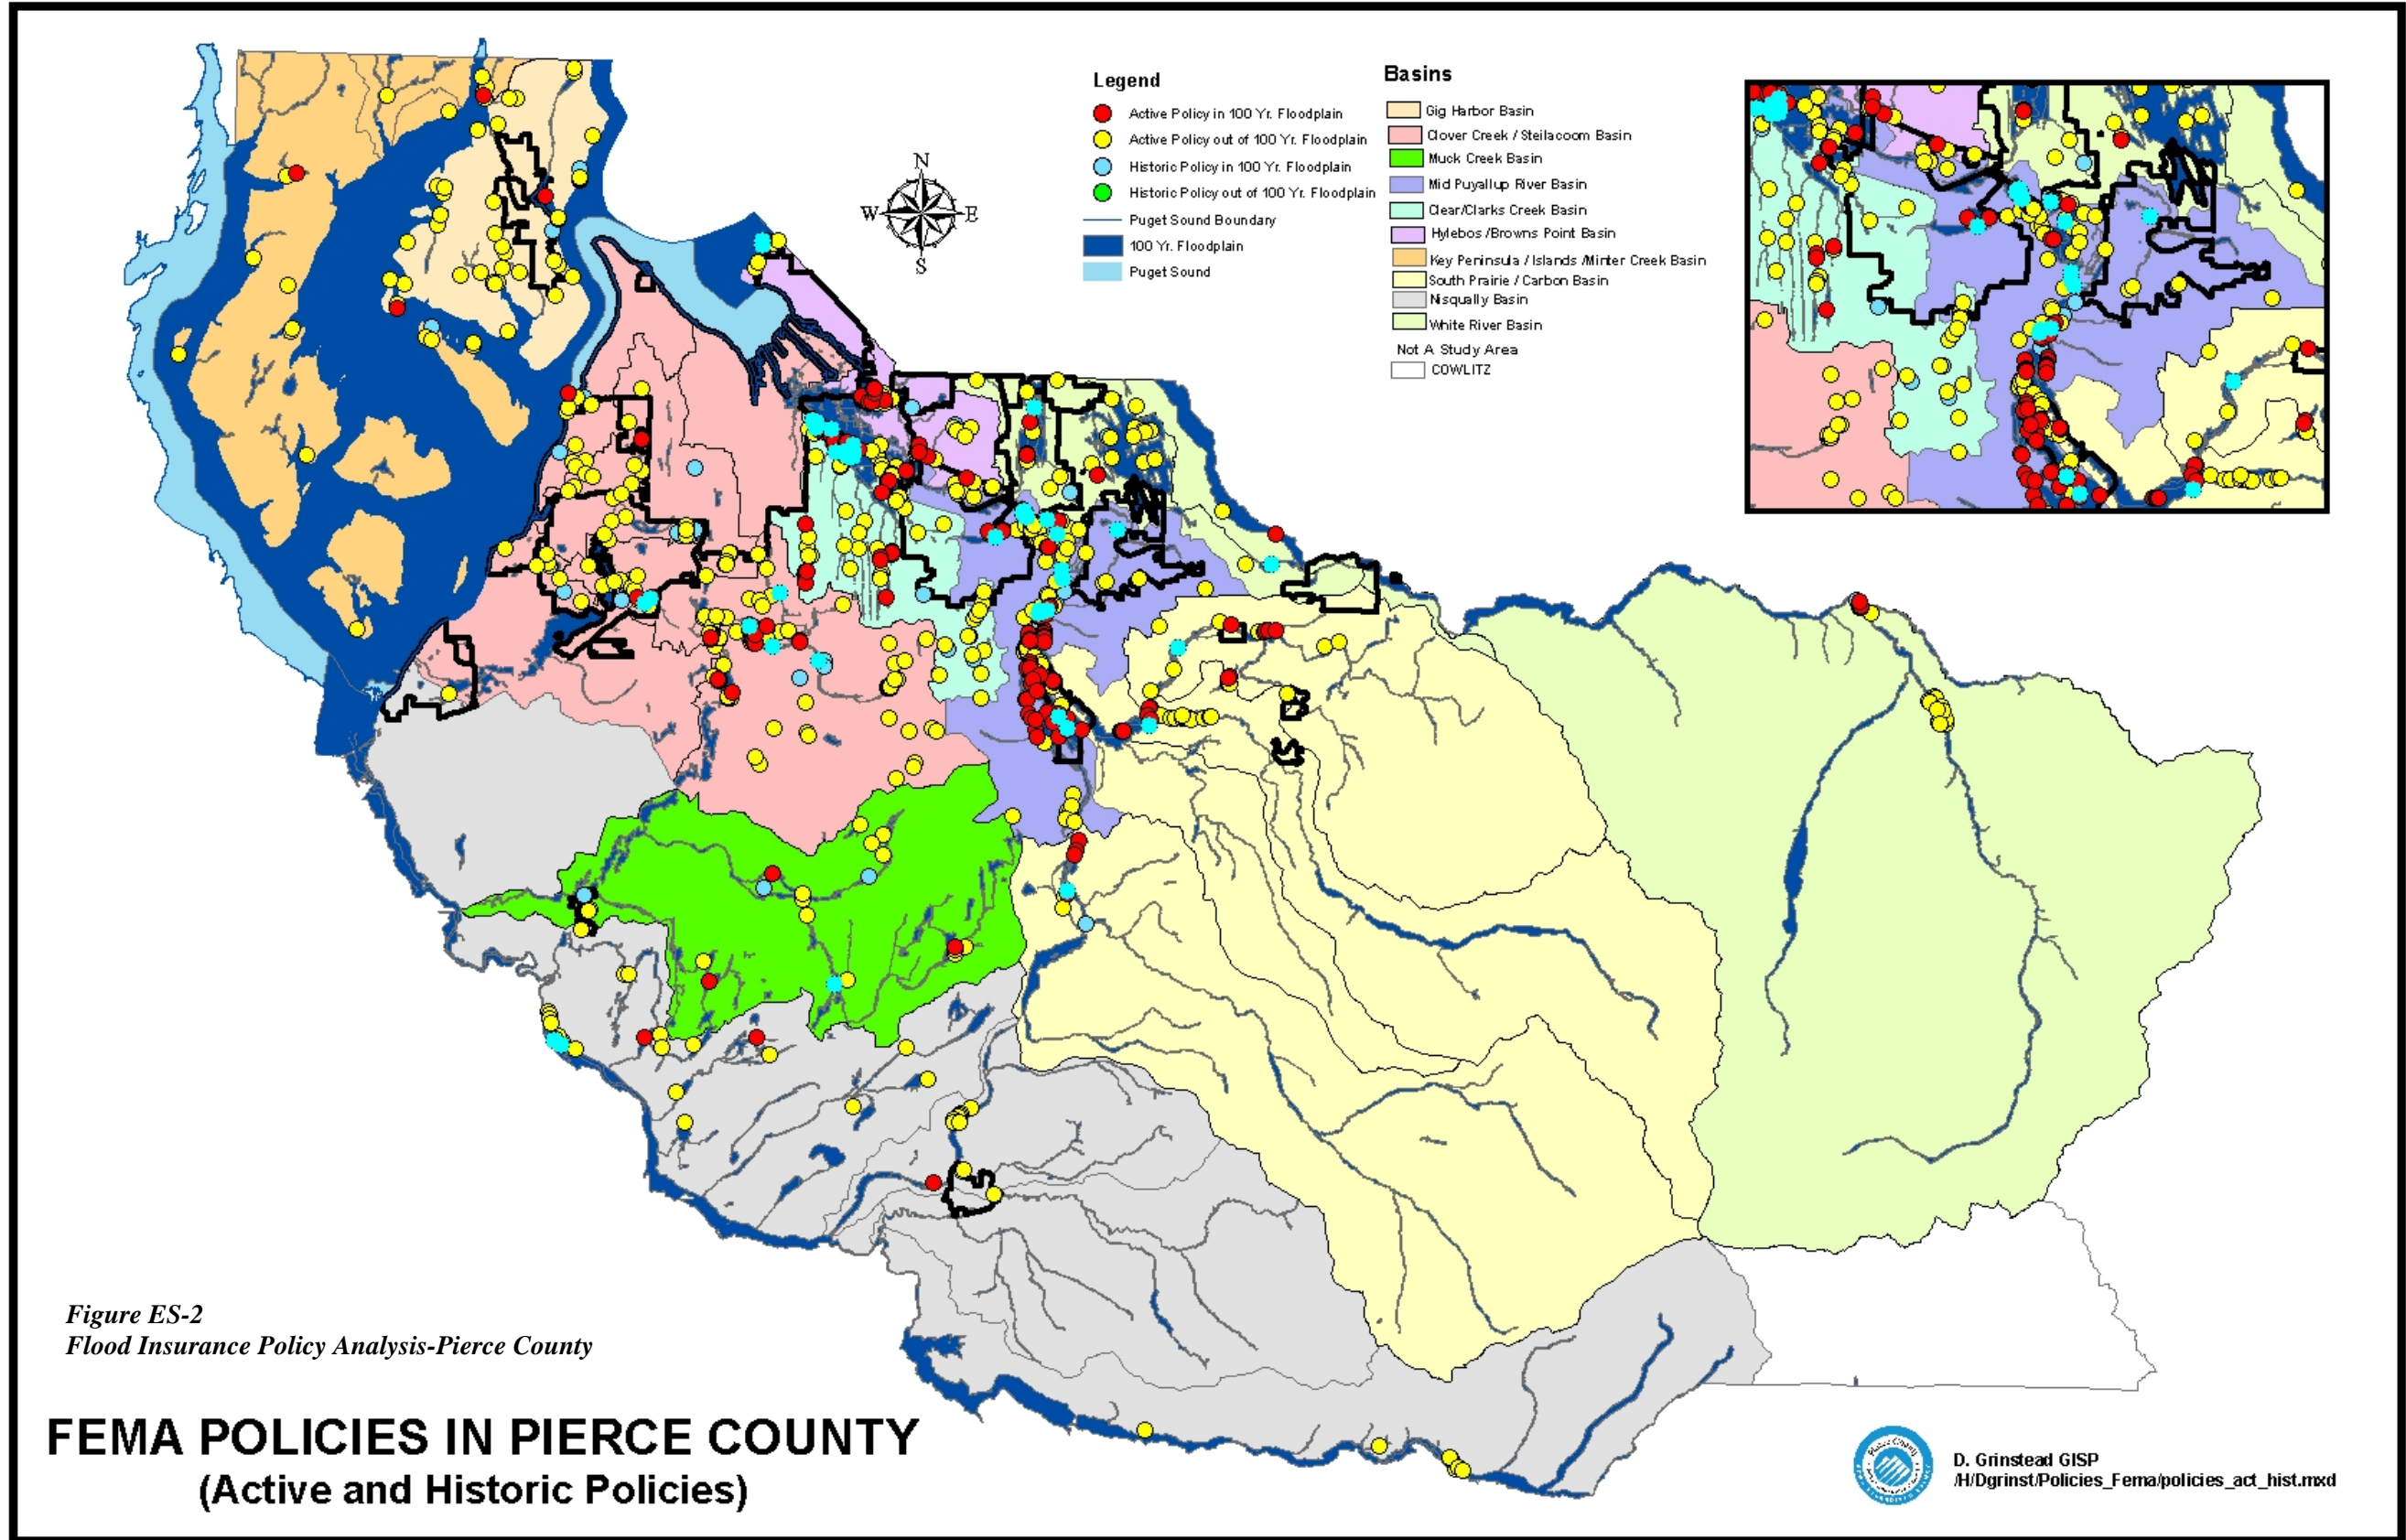 Legend
Active Policy in 100 Yr. Floodplain
Active Policy out of 100 Yr. Floodplain
Historic Policy in 100 Yr. Floodplain
Historic Policy out of 100 Yr. Floodplain
Puget Sound Boundary
100 Yr. Floodplain
Puget Sound
Basins
Gig Harbor Basin
Clover Creek / Steilacoom Basin
Muck Creek Basin
Mid Puyallup River Basin
Clear/Clarks Creek Basin
Hylebos /Browns Point Basin
Key Peninsula / Islands /Minter Creek Basin
South Prairie / Carbon Basin
Nisqually Basin
White River Basin
Not A Study Area
COWLITZ
N
W
E
S
Figure ES-2
Flood Insurance Policy Analysis-Pierce County
FEMA POLICIES IN PIERCE COUNTY
(Active and Historic Policies)
Pierce County
D. Grinstead GISP
/H/Dgrinst/Policies_Fema/policies_act_hist.mxd